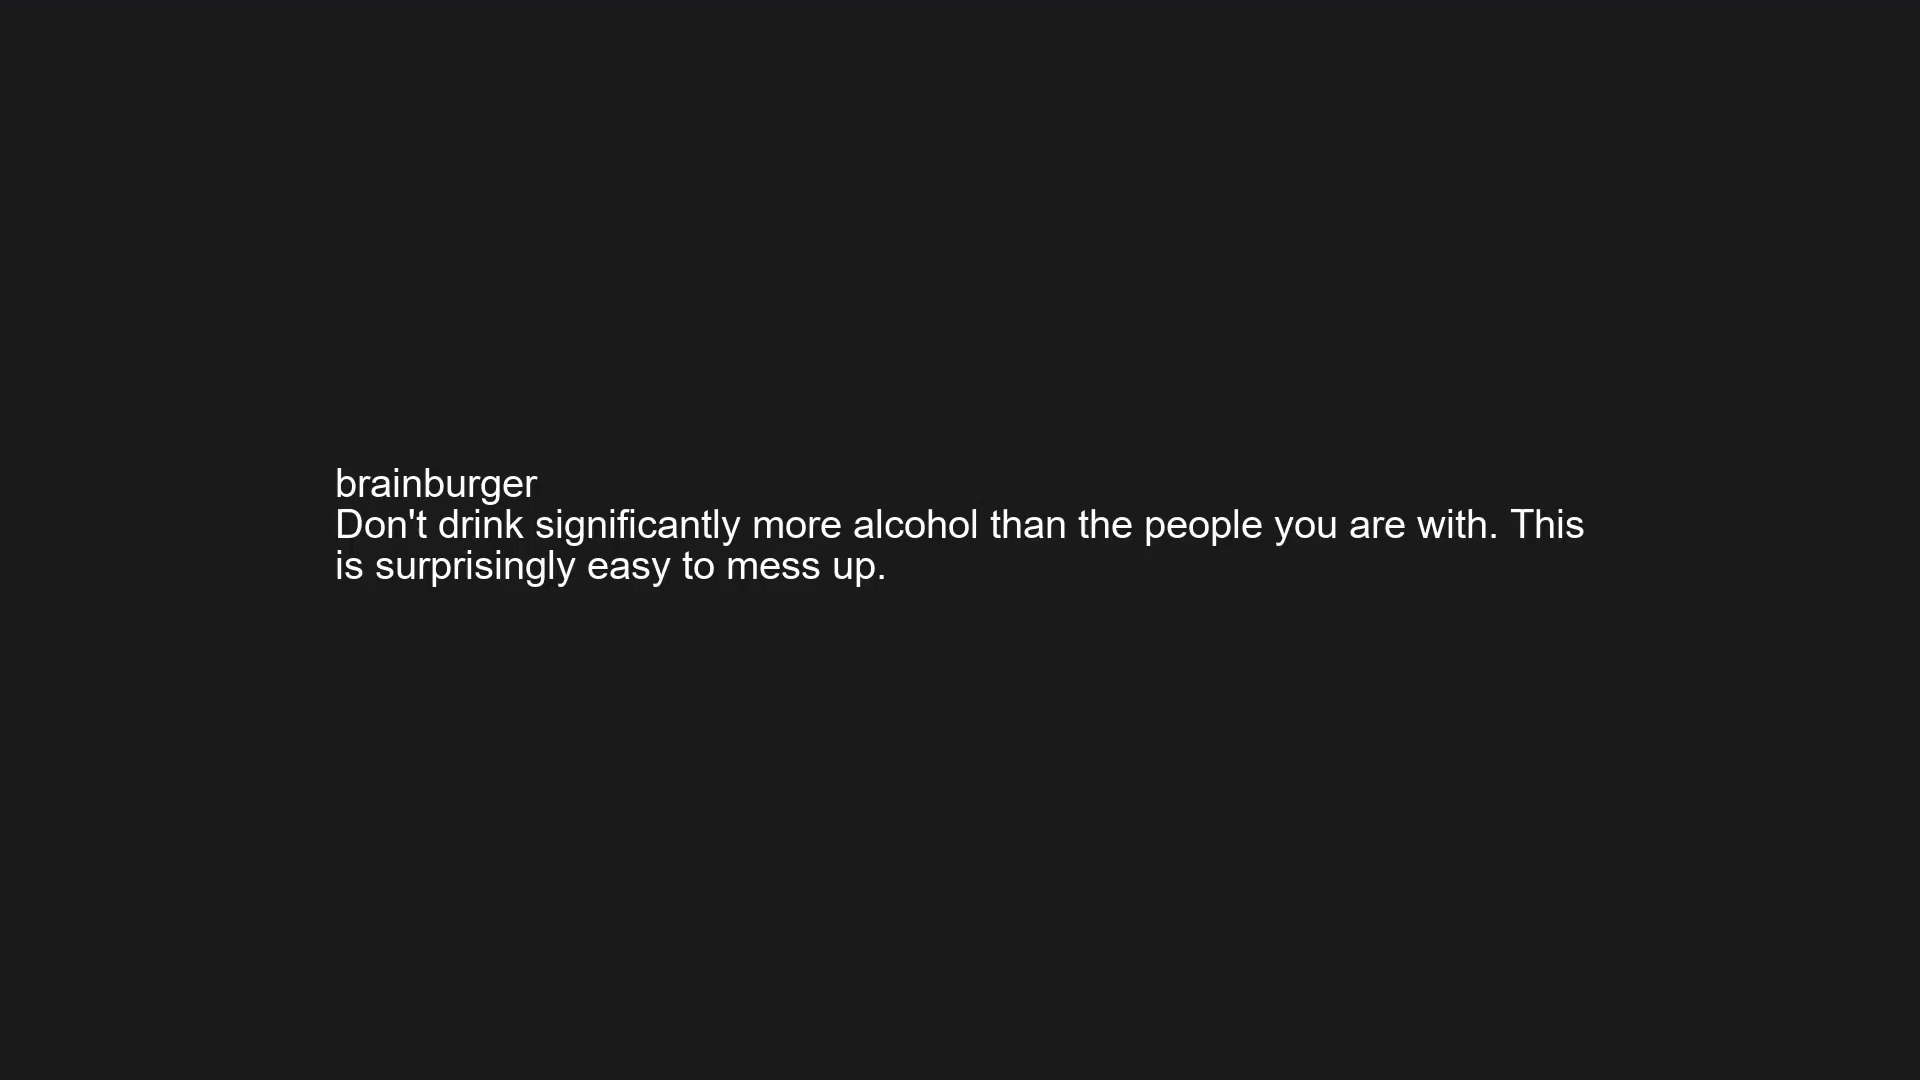 brainburger
Don't drink significantly more alcohol than the people you are with. This
is surprisingly easy to mess up.